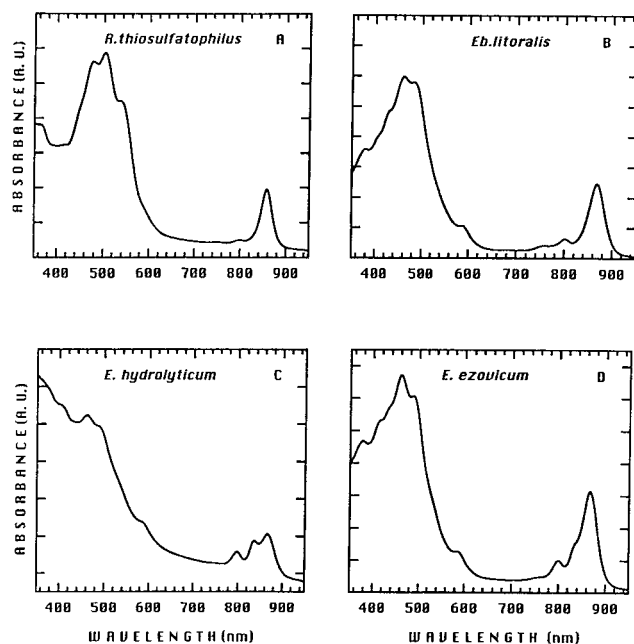 R.thiosulfatophilus A
Eb.litoralis B
ABSORBANCE(A.U.)
400 500 600 700 800 900
400 500 600 700 800 900
E. hydrolyticum C
E. ezovicum D
ABSORBANCE(A.U.)
400 500 600 700 800 900
400 500 600 700 800 900
WAVELENGTH(nm)
WAVELENGTH(nm)